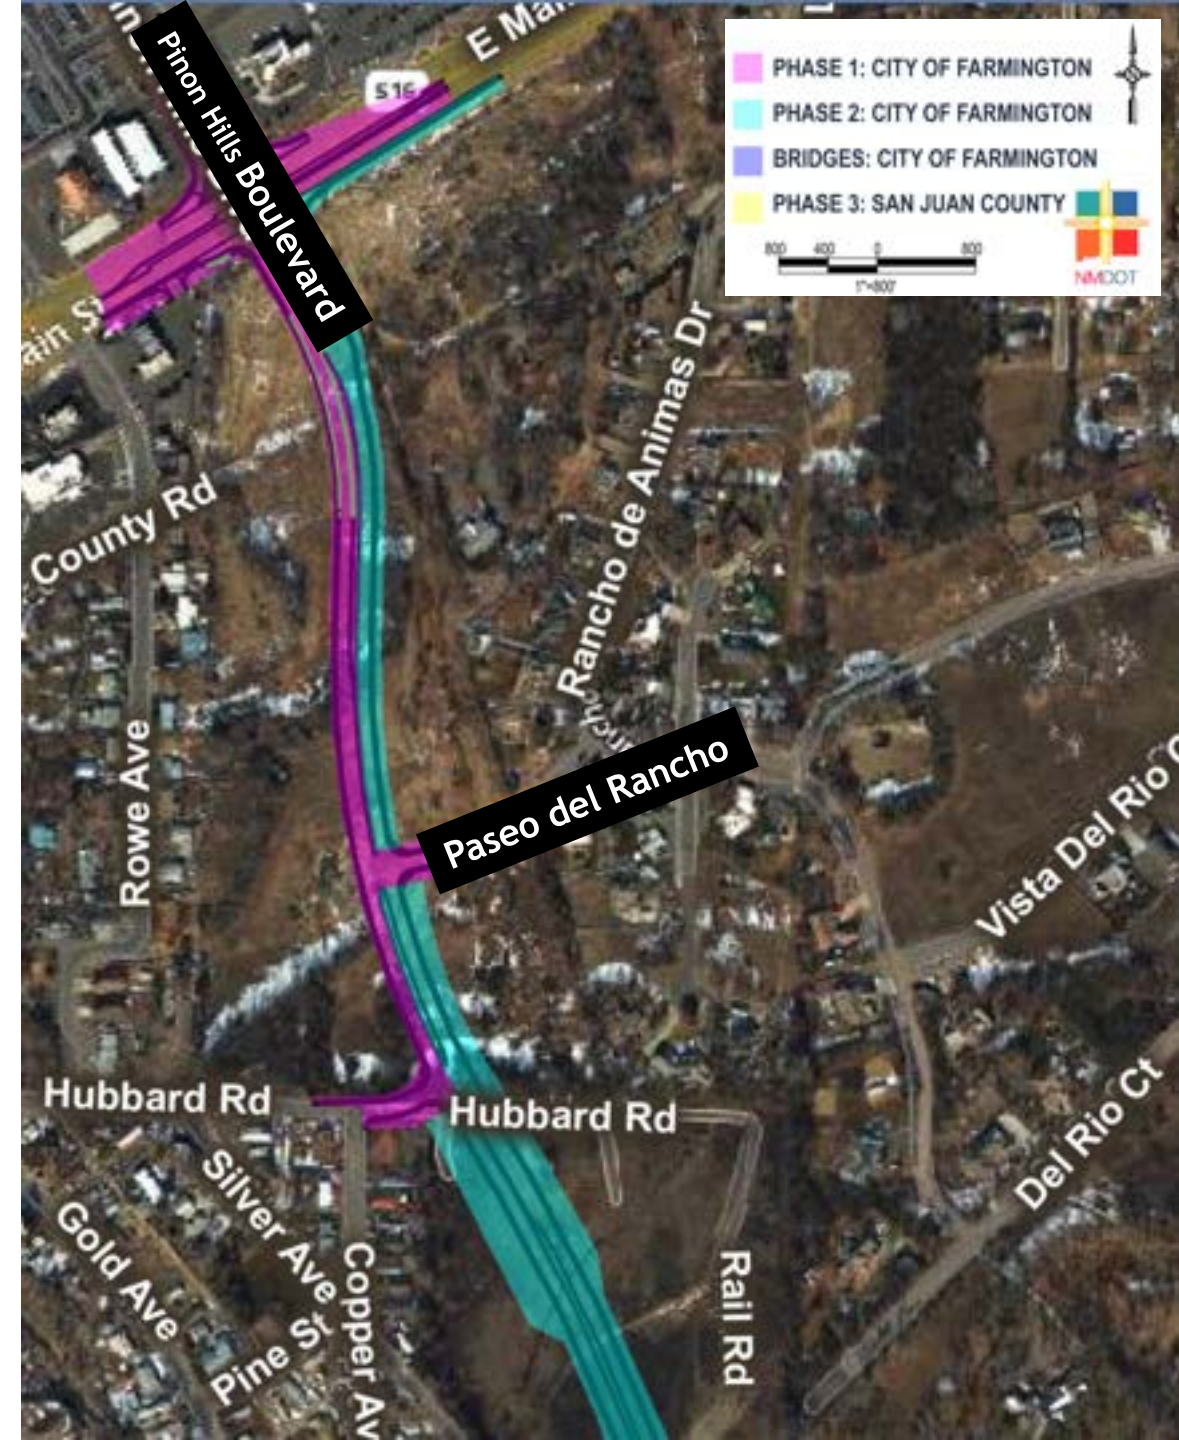 E Main
516
Pinon Hills Boulevard
PHASE 1: CITY OF FARMINGTON
PHASE 2: CITY OF FARMINGTON
BRIDGES: CITY OF FARMINGTON
PHASE 3: SAN JUAN COUNTY
800 400 0 800
1"=800'
NMDOT
ain St
County Rd
Rancho de Animas Dr
Rowe Ave
Paseo del Rancho
Vista Del Rio C
Hubbard Rd
Hubbard Rd
Del Rio Ct
Silver Ave
Gold Ave
Pine St
Copper Av
Rail Rd